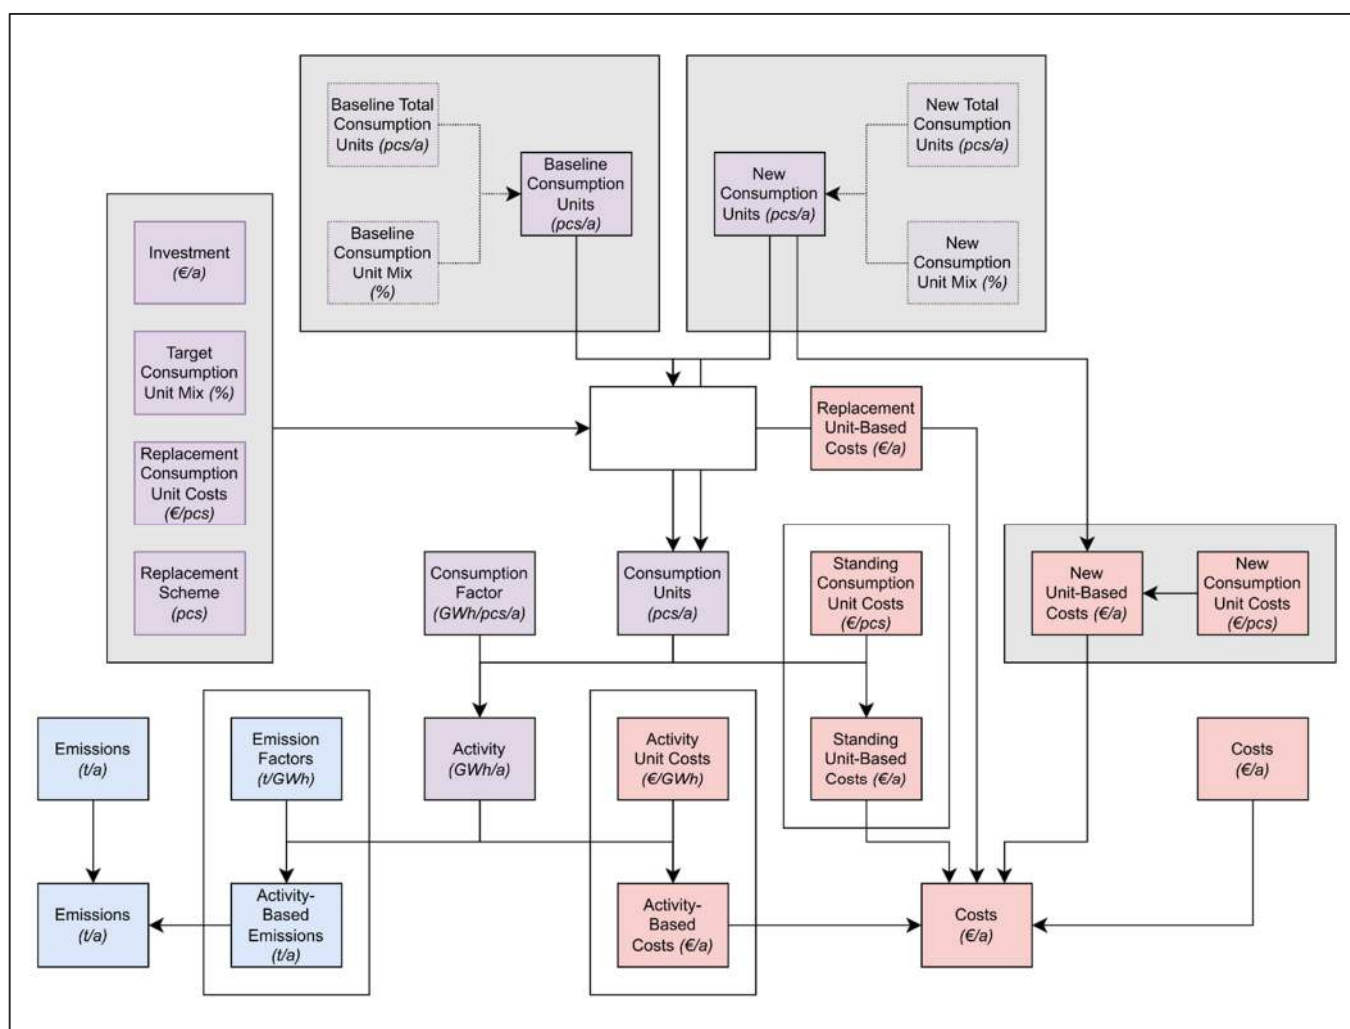 Baseline Total
Consumption
Units (pcs/a)
New Total
Consumption
Units (pcs/a)
Baseline
Consumption
Units
(pcs/a)
New
Consumption
Units (pcs/a)
Baseline
Consumption
Unit Mix
(%)
New
Consumption
Unit Mix (%)
Investment
(€/a)
Target
Consumption
Unit Mix (%)
Replacement
Consumption
Unit Costs
(€/pcs)
Replacement
Scheme
(pcs)
Replacement
Unit-Based
Costs (€/a)
Consumption
Factor
(GWh/pcs/a)
Consumption
Units
(pcs/a)
Standing
Consumption
Unit Costs
(€/pcs)
New
Unit-Based
Costs (€/a)
New
Consumption
Unit Costs
(€/pcs)
Emissions
(t/a)
Emission
Factors
(t/GWh)
Activity
(GWh/a)
Activity
Unit Costs
(€/GWh)
Standing
Unit-Based
Costs (€/a)
Costs
(€/a)
Emissions
(t/a)
Activity-
Based
Emissions
(t/a)
Activity-
Based
Costs (€/a)
Costs
(€/a)